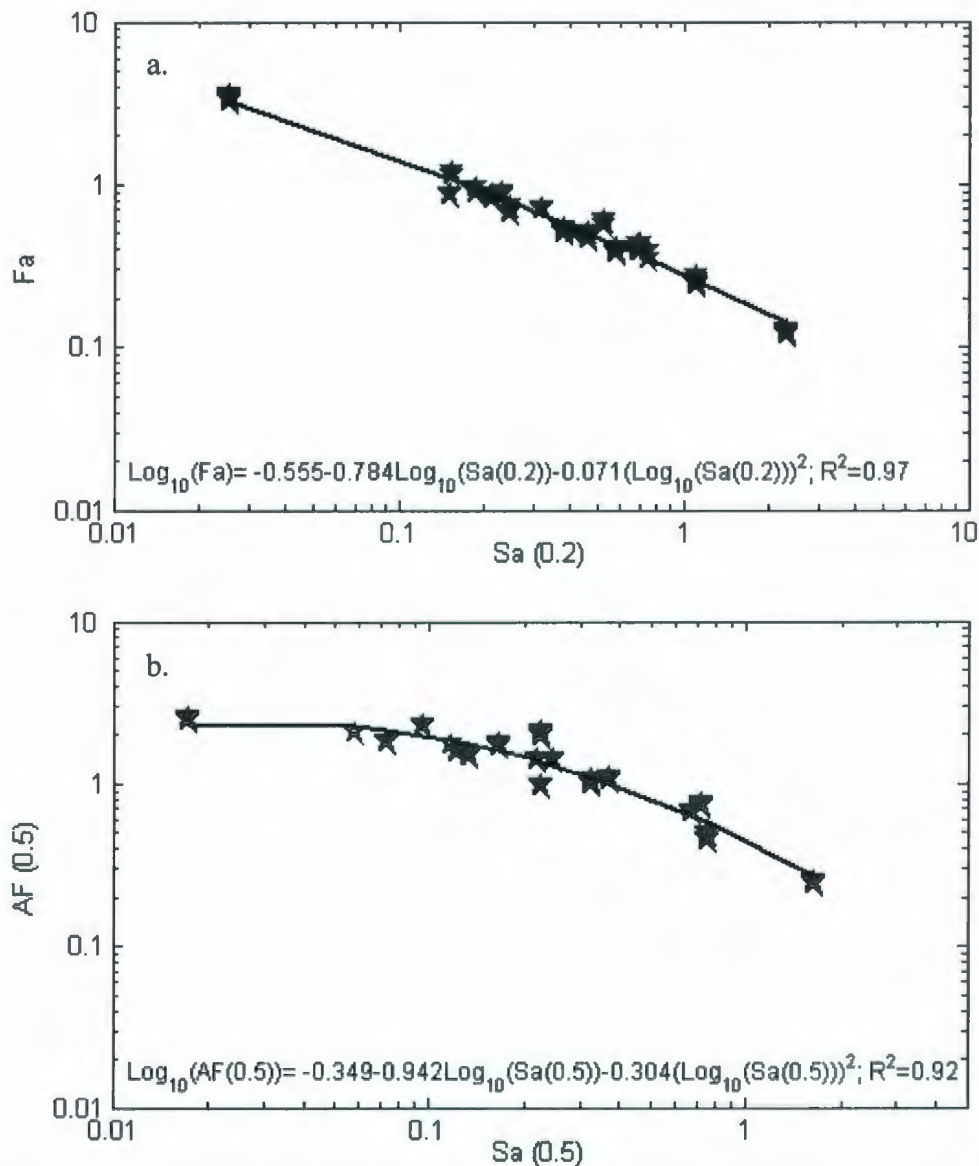 10
a.
1
Fa
0.1
Log10(Fa)= -0.555-0.784Log10(Sa(0.2))-0.071(Log10(Sa(0.2)))2; R2=0.97
0.01
0.01 0.1 1 10
Sa (0.2)
10
b.
1
AF (0.5)
0.1
Log10(AF(0.5))= -0.349-0.942Log10(Sa(0.5))-0.304(Log10(Sa(0.5)))2; R2=0.92
0.01
0.01 0.1 1
Sa (0.5)